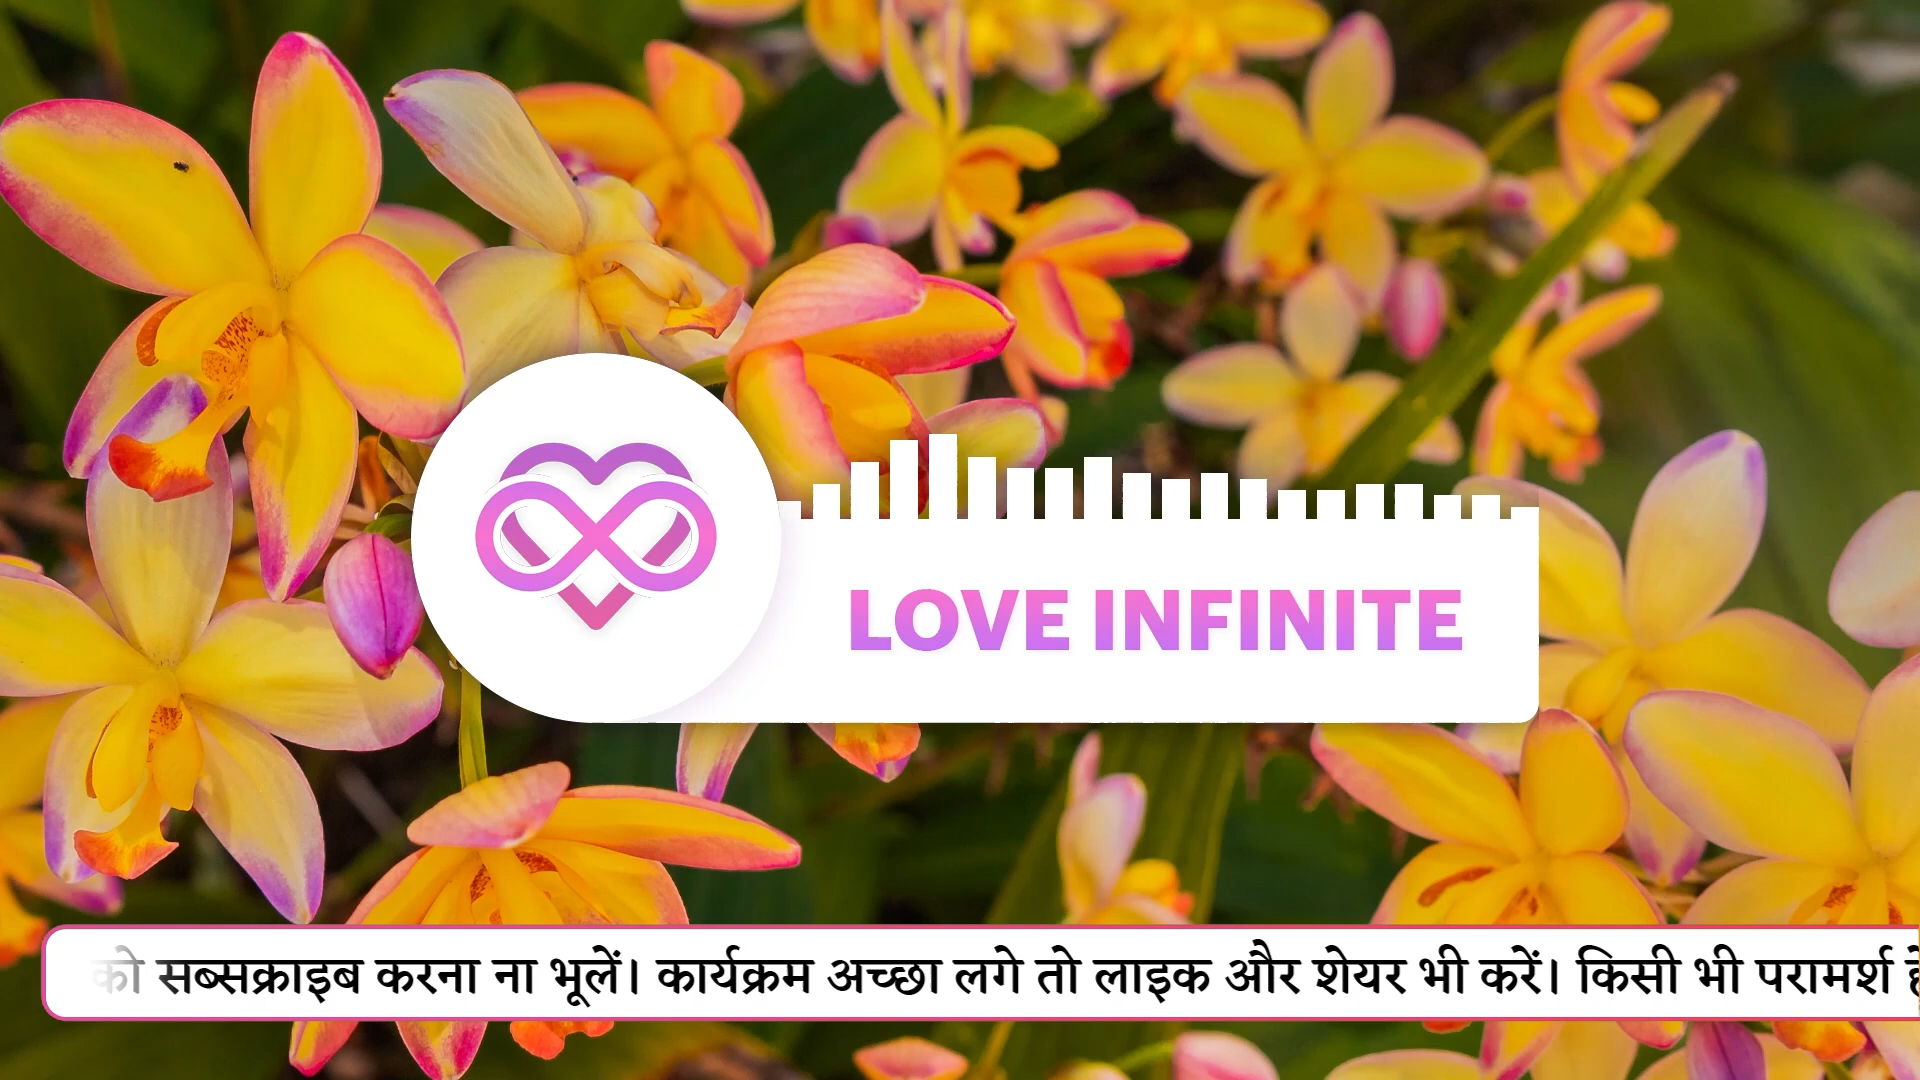 LOVE INFINITE
को सब्सक्राइब करना ना भूलें। कार्यक्रम अच्छा लगे तो लाइक और शेयर भी करें। किसी भी परामर्श